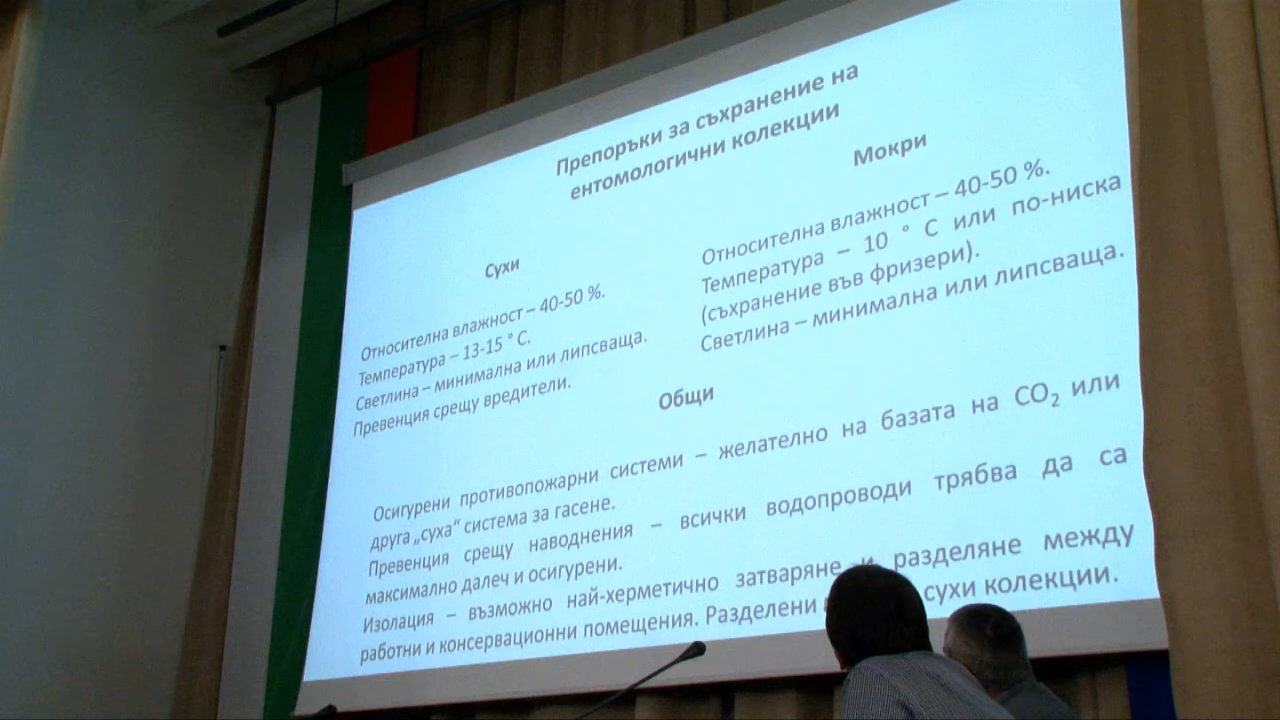 Препоръки за съхранение на
ентомологични колекции
Сухи
Относителна влажност – 40-50 %.
Температура – 13-15 ° C.
Светлина – минимална или липсваща.
Превенция срещу вредители.
Мокри
Относителна влажност – 40-50 %.
Температура – 10 ° C или по-ниска
(съхранение във фризери).
Светлина – минимална или липсваща.
Общи
Осигурени противопожарни системи – желателно на базата на CO₂ или
друга „суха“ система за гасене.
Превенция срещу наводнения – всички водопроводи трябва да са
максимално далеч и осигурени.
Изолация – възможно най-херметично затваряне и разделяне между
работни и консервационни помещения. Разделени сухи колекции.